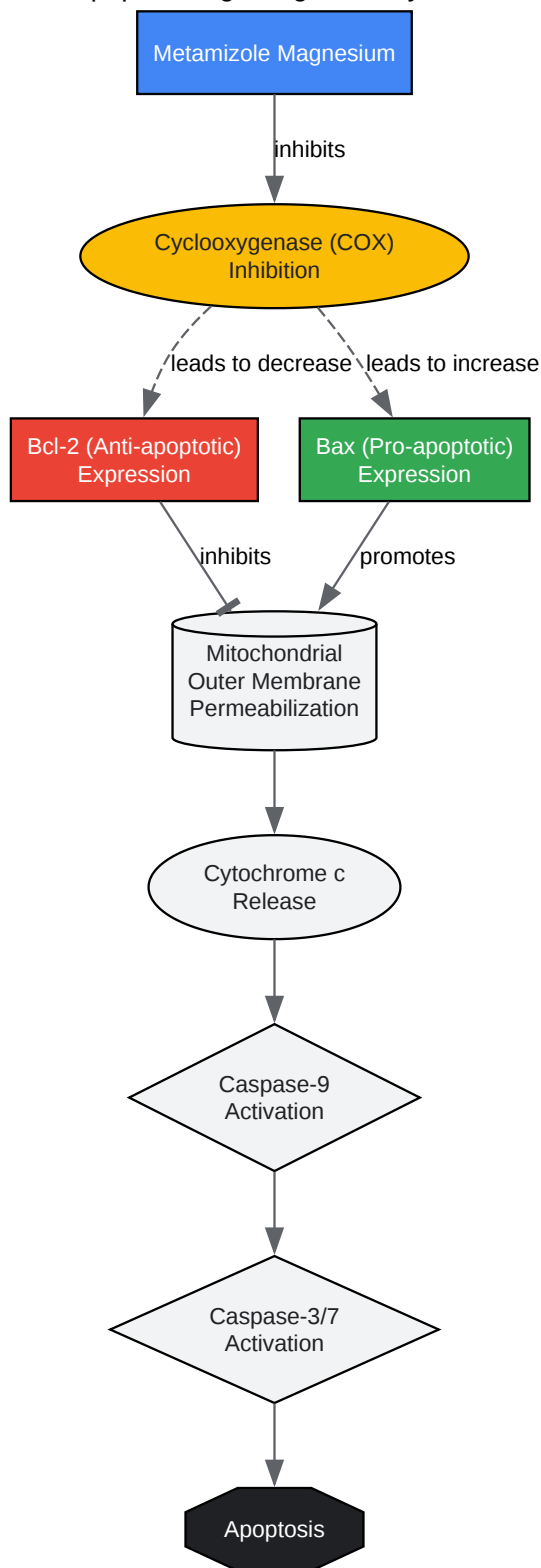 Metamizole Magnesium
inhibits
Cyclooxygenase (COX)
Inhibition
leads to decrease
leads to increase
Bcl-2 (Anti-apoptotic)
Expression
Bax (Pro-apoptotic)
Expression
inhibits
promotes
Mitochondrial
Outer Membrane
Permeabilization
Cytochrome c
Release
Caspase-9
Activation
Caspase-3/7
Activation
Apoptosis